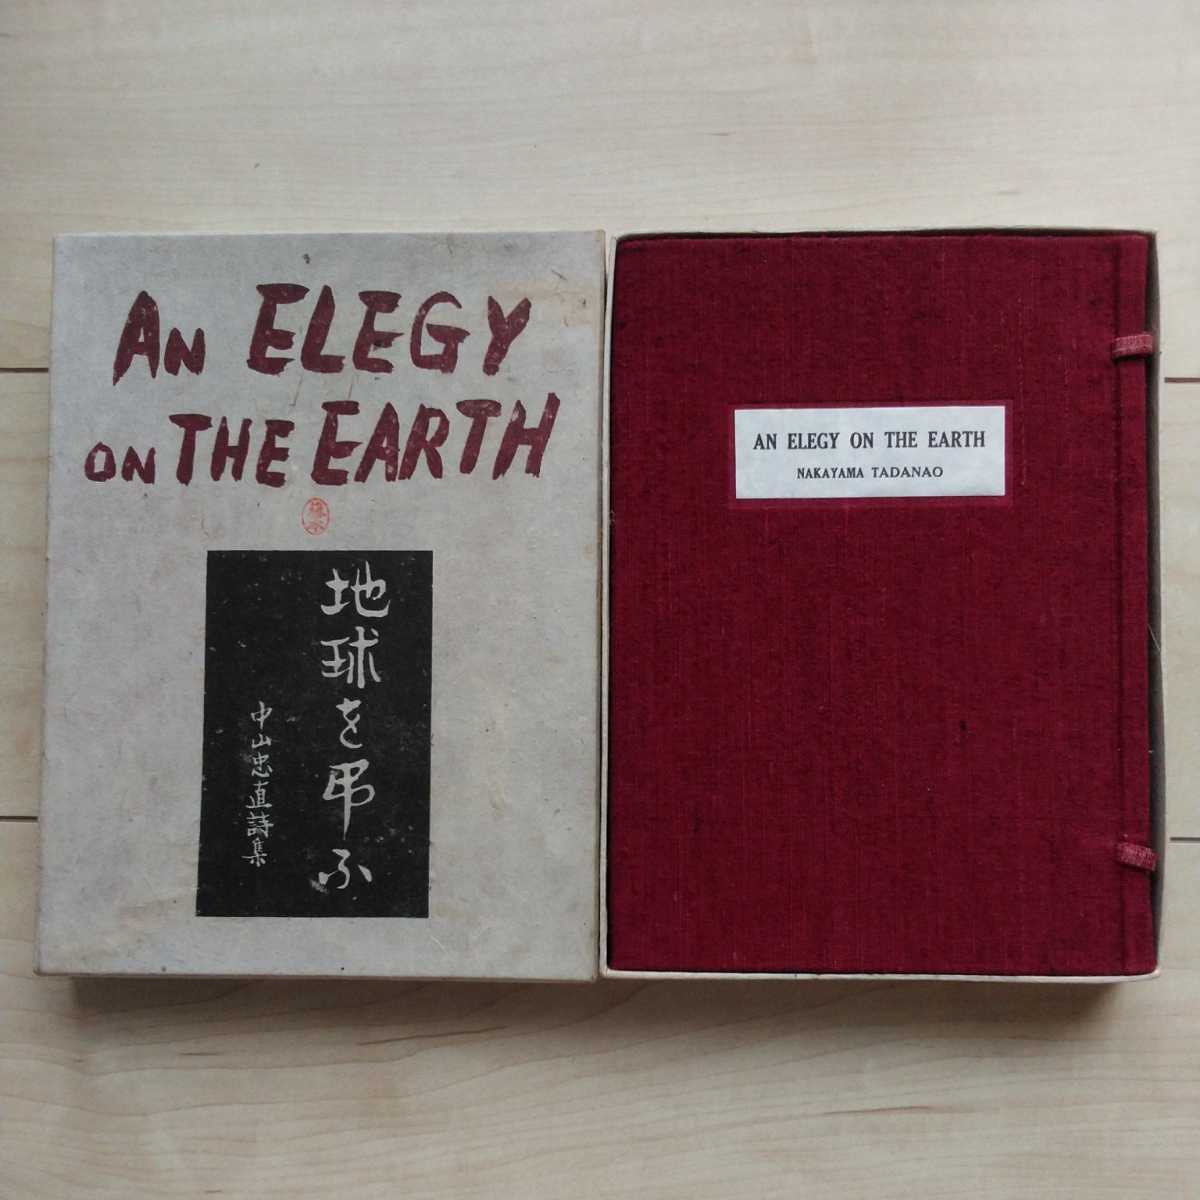 AN ELEGY
ON THE EARTH
地球を弔ふ
中山忠直詩集
AN ELEGY ON THE EARTH
NAKAYAMA TADANAO